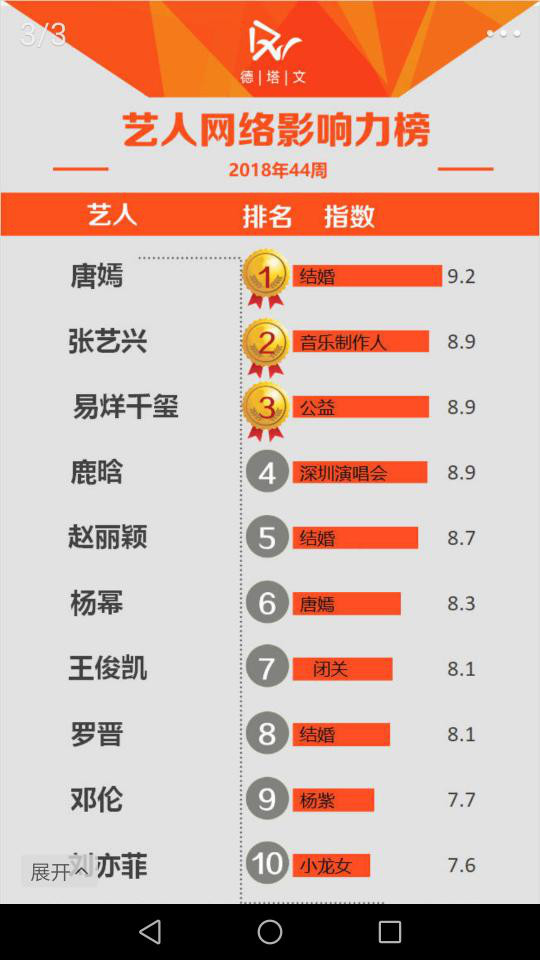 3/3
德|塔|文
艺人网络影响力榜
2018年44周
艺人 排名 指数
唐嫣 1 结婚 9.2
张艺兴 2 音乐制作人 8.9
易烊千玺 3 公益 8.9
鹿晗 4 深圳演唱会 8.9
赵丽颖 5 结婚 8.7
杨幂 6 唐嫣 8.3
王俊凯 7 闭关 8.1
罗晋 8 结婚 8.1
邓伦 9 杨紫 7.7
刘亦菲 10 小龙女 7.6
展开